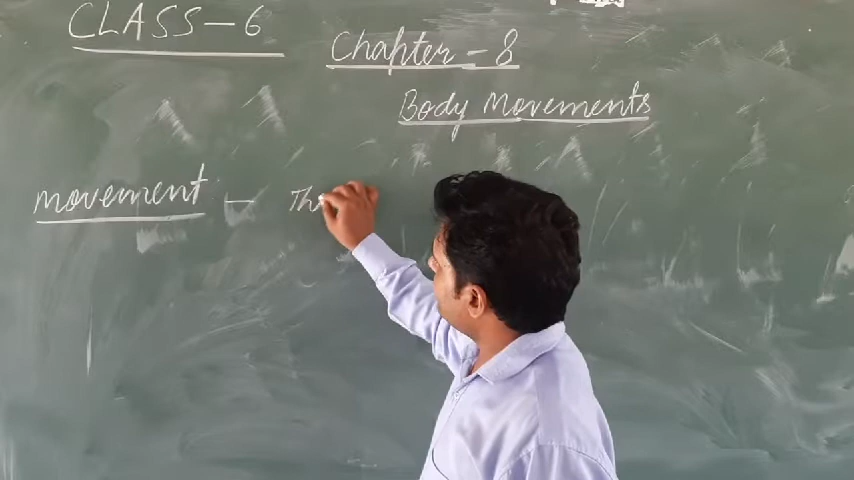 CLASS - 6
Chapter - 8
Body Movements
movement - Th